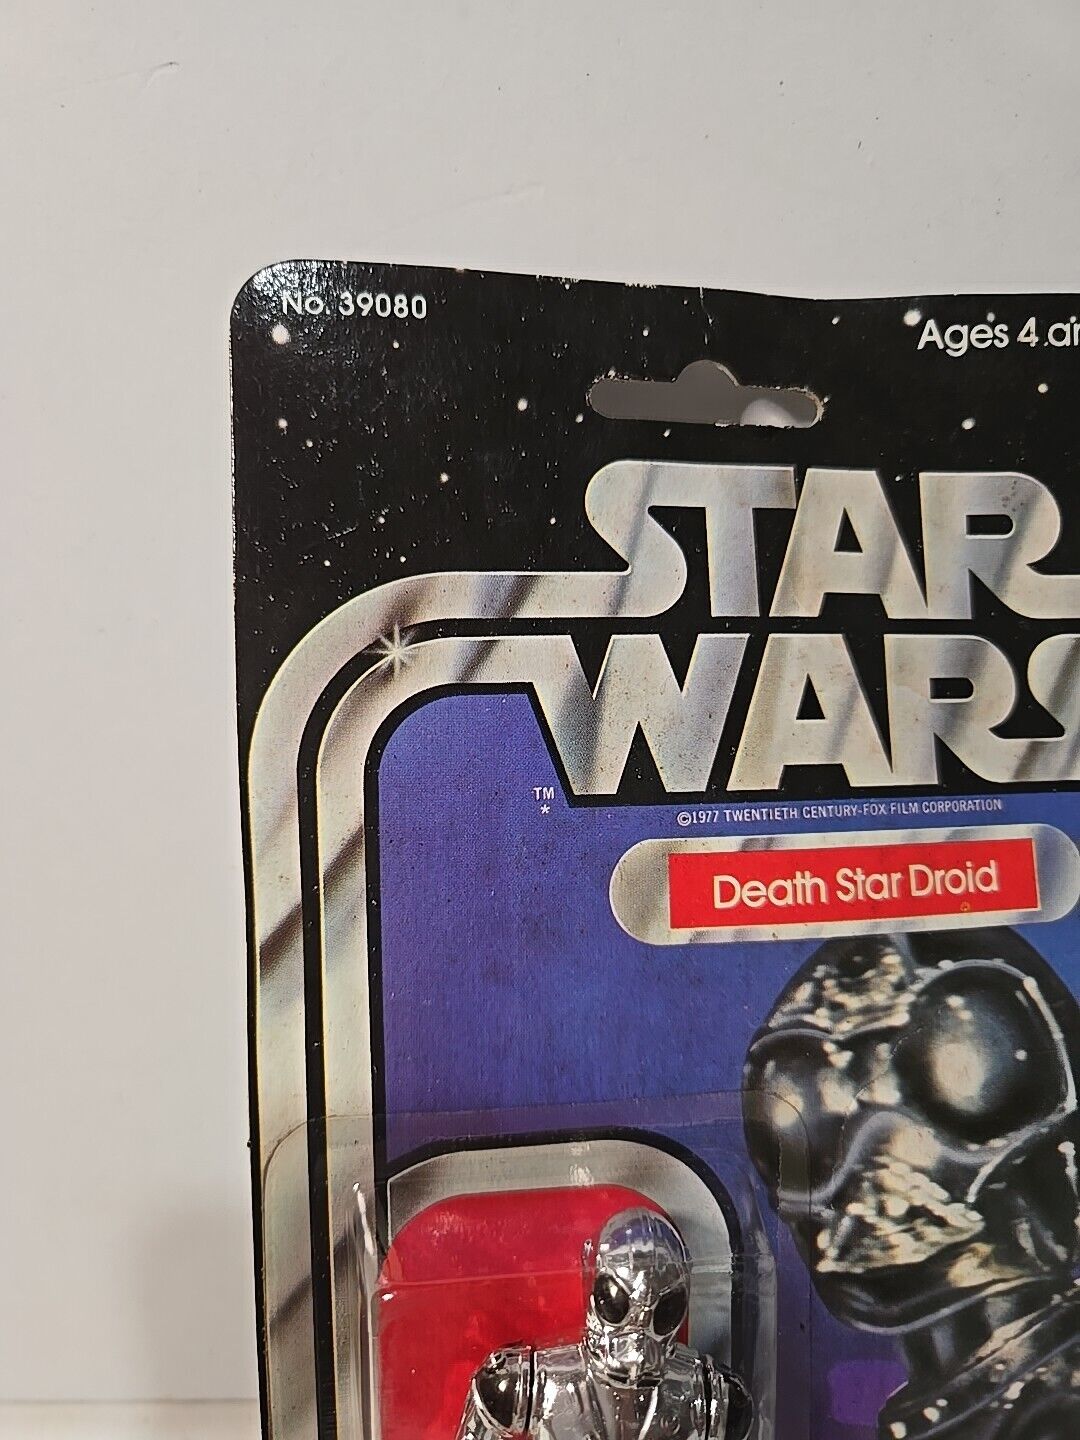 No. 39080
Ages 4
STAR
WARS
TM
*
©1977 TWENTIETH CENTURY-FOX FILM CORPORATION
Death Star Droid